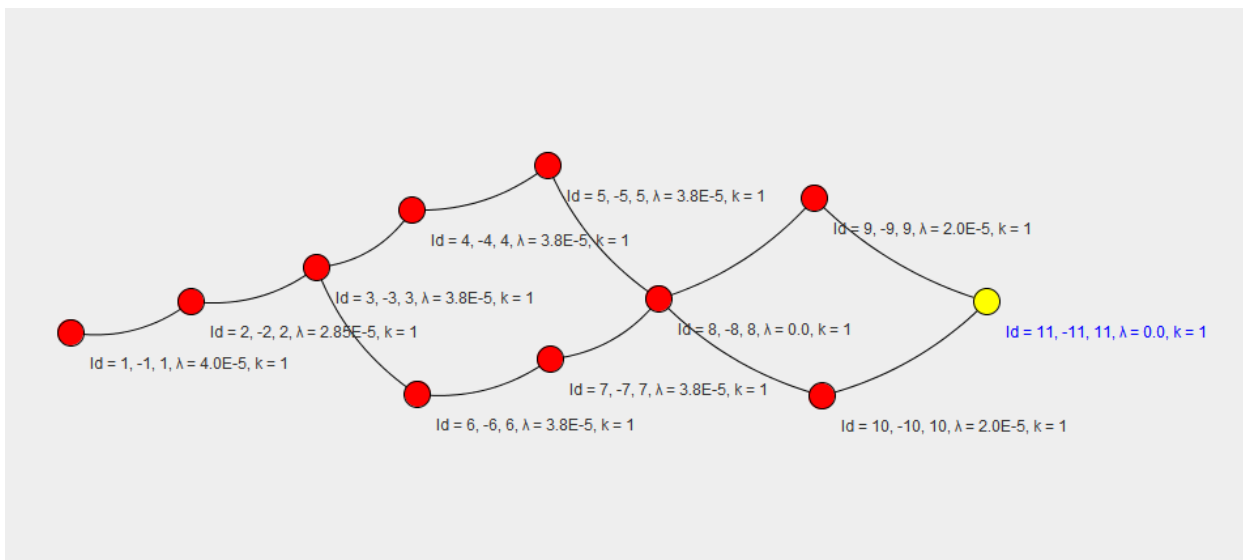 Id = 5, -5, 5, λ = 3.8E-5, k = 1
Id = 9, -9, 9, λ = 2.0E-5, k = 1
Id = 4, -4, 4, λ = 3.8E-5, k = 1
Id = 3, -3, 3, λ = 3.8E-5, k = 1
Id = 8, -8, 8, λ = 0.0, k = 1
Id = 11, -11, 11, λ = 0.0, k = 1
Id = 2, -2, 2, λ = 2.85E-5, k = 1
Id = 1, -1, 1, λ = 4.0E-5, k = 1
Id = 7, -7, 7, λ = 3.8E-5, k = 1
Id = 6, -6, 6, λ = 3.8E-5, k = 1
Id = 10, -10, 10, λ = 2.0E-5, k = 1